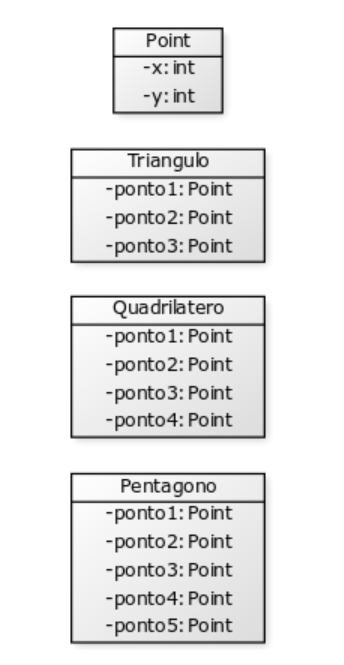 Point
-x: int
-y: int
Triangulo
-ponto1: Point
-ponto2: Point
-ponto3: Point
Quadrilatero
-ponto1: Point
-ponto2: Point
-ponto3: Point
-ponto4: Point
Pentagono
-ponto1: Point
-ponto2: Point
-ponto3: Point
-ponto4: Point
-ponto5: Point